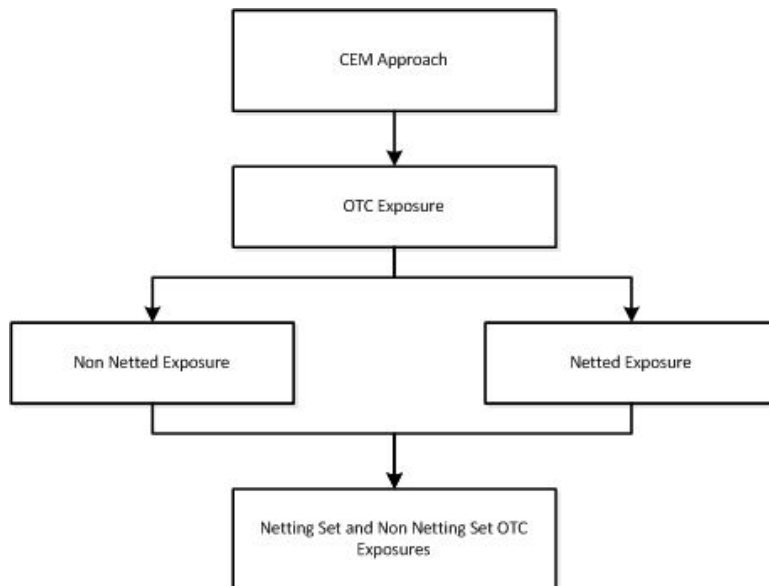 CEM Approach
OTC Exposure
Non Netted Exposure
Netted Exposure
Netting Set and Non Netting Set OTC
Exposures